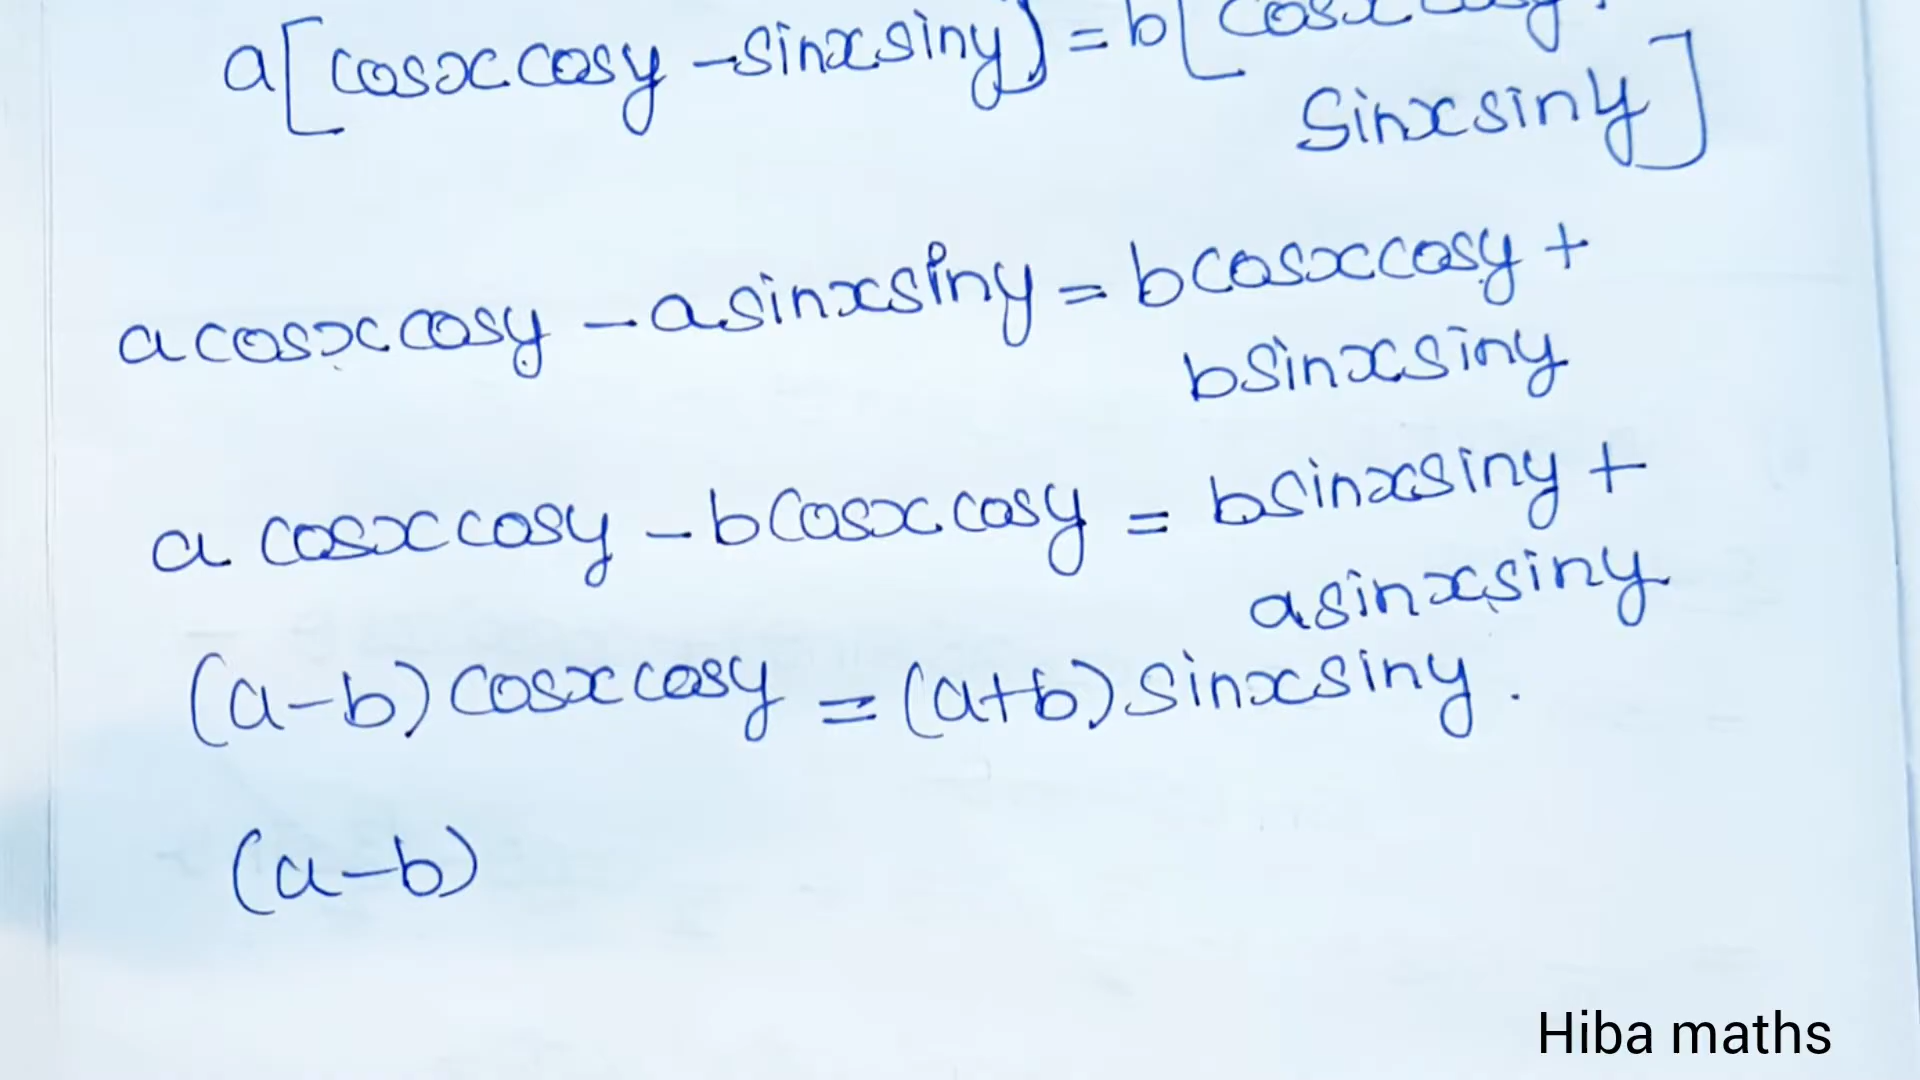 a[cosx cosy - sinx siny] = b[cosx cosy +
sinx siny]
a cosx cosy - a sinx siny = b cosx cosy +
b sinx siny
a cosx cosy - b cosx cosy = b sinx siny +
a sinx siny
(a-b) cosx cosy = (a+b) sinx siny.
(a-b)
Hiba maths